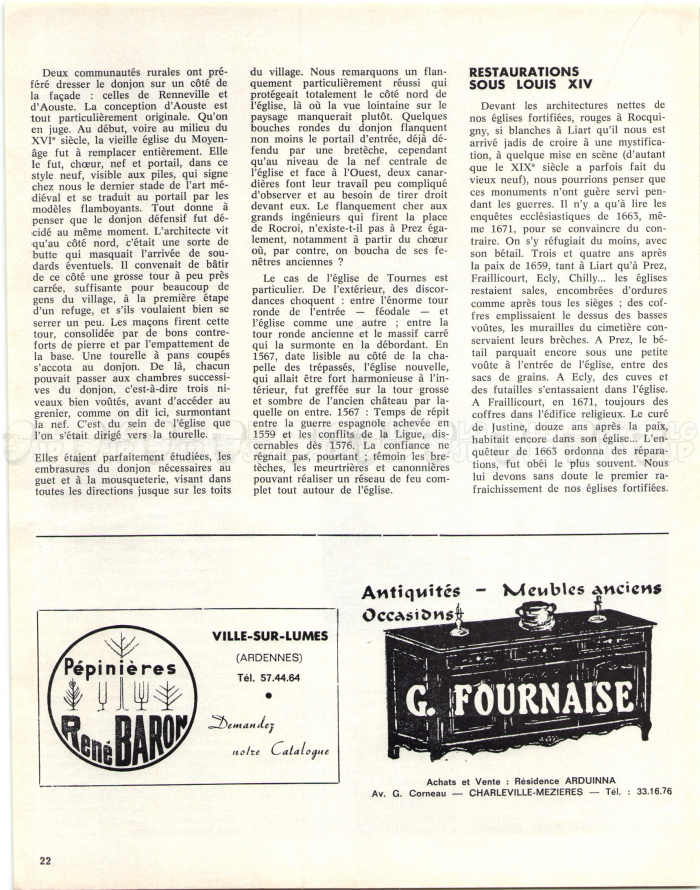 Deux communautés rurales ont pré-
féré dresser le donjon sur un côté de
la façade : celles de Renneville et
d'Aouste. La conception d'Aouste est
tout particulièrement originale. Qu'on
en juge. Au début, voire au milieu du
XVIᵉ siècle, la vieille église du Moyen-
âge fut à remplacer entièrement. Elle
le fut, chœur, nef et portail, dans ce
style neuf, visible aux piles, qui signe
chez nous le dernier stade de l'art mé-
diéval et se traduit au portail par les
modèles flamboyants. Tout donne à
penser que le donjon défensif fut dé-
cidé au même moment. L'architecte vit
qu'au côté nord, c'était une sorte de
butte qui masquait l'arrivée de sou-
dards éventuels. Il convenait de bâtir
de ce côté une grosse tour à peu près
carrée, suffisante pour beaucoup de
gens du village, à la première étape
d'un refuge, et s'ils voulaient bien se
serrer un peu. Les maçons firent cette
tour, consolidée par de bons contre-
forts de pierre et par l'empattement de
la base. Une tourelle à pans coupés
s'accota au donjon. De là, chacun
pouvait passer aux chambres successi-
ves du donjon, c'est-à-dire trois ni-
veaux bien voûtés, avant d'accéder au
grenier, comme on dit ici, surmontant
la nef. C'est du sein de l'église que
l'on s'était dirigé vers la tourelle.
Elles étaient parfaitement étudiées, les
embrasures du donjon nécessaires au
guet et à la mousqueterie, visant dans
toutes les directions jusque sur les toits
du village. Nous remarquons un flan-
quement particulièrement réussi qui
protégeait totalement le côté nord de
l'église, là où la vue lointaine sur le
paysage manquerait plutôt. Quelques
bouches rondes du donjon flanquent
non moins le portail d'entrée, déjà dé-
fendu par une bretèche, cependant
qu'au niveau de la nef centrale de
l'église et face à l'Ouest, deux canar-
dières font leur travail peu compliqué
d'observer et au besoin de tirer droit
devant eux. Le flanquement cher aux
grands ingénieurs qui firent la place
de Rocroi, n'existe-t-il pas à Prez éga-
lement, notamment à partir du chœur
où, par contre, on boucha de ses fe-
nêtres anciennes ?
Le cas de l'église de Tournes est
particulier. De l'extérieur, des discor-
dances choquent : entre l'énorme tour
ronde de l'entrée — féodale — et
l'église comme une autre ; entre la
tour ronde ancienne et le massif carré
qui la surmonte en la débordant. En
1567, date lisible au côté de la cha-
pelle des trépassés, l'église nouvelle,
qui allait être fort harmonieuse à l'in-
térieur, fut greffée sur la tour grosse
et sombre de l'ancien château par la-
quelle on entre. 1567 : Temps de répit
entre la guerre espagnole achevée en
1559 et les conflits de la Ligue, dis-
cernables dès 1576. La confiance ne
régnait pas, pourtant ; témoin les bre-
tèches, les meurtrières et canonnières
pouvant réaliser un réseau de feu com-
plet tout autour de l'église.
RESTAURATIONS
SOUS LOUIS XIV
Devant les architectures nettes de
nos églises fortifiées, rouges à Rocqui-
gny, si blanches à Liart qu'il nous est
arrivé jadis de croire à une mystifica-
tion, à quelque mise en scène (d'autant
que le XIXᵉ siècle a parfois fait du
vieux neuf), nous pourrions penser que
ces monuments n'ont guère servi pen-
dant les guerres. Il n'y a qu'à lire les
enquêtes ecclésiastiques de 1663, mê-
me 1671, pour se convaincre du con-
traire. On s'y réfugiait du moins, avec
son bétail. Trois et quatre ans après
la paix de 1659, tant à Liart qu'à Prez,
Fraillicourt, Ecly, Chilly... les églises
restaient sales, encombrées d'ordures
comme après tous les sièges ; des cof-
fres emplissaient le dessus des basses
voûtes, les murailles du cimetière con-
servaient leurs brèches. A Prez, le bé-
tail parquait encore sous une petite
voûte à l'entrée de l'église, entre des
sacs de grains. A Ecly, des cuves et
des futailles s'entassaient dans l'église.
A Fraillicourt, en 1671, toujours des
coffres dans l'édifice religieux. Le curé
de Justine, douze ans après la paix,
habitait encore dans son église... L'en-
quêteur de 1663 ordonna des répara-
tions, fut obéi le plus souvent. Nous
lui devons sans doute le premier ra-
fraichissement de nos églises fortifiées.
Pépinières
René BARON
VILLE-SUR-LUMES
(ARDENNES)
Tél. 57.44.64
•
Demandez
notre Catalogue
Antiquités - Meubles anciens
Occasions
G. FOURNAISE
Achats et Vente : Résidence ARDUINNA
Av. G. Corneau — CHARLEVILLE-MEZIERES — Tél. : 33.16.76
22